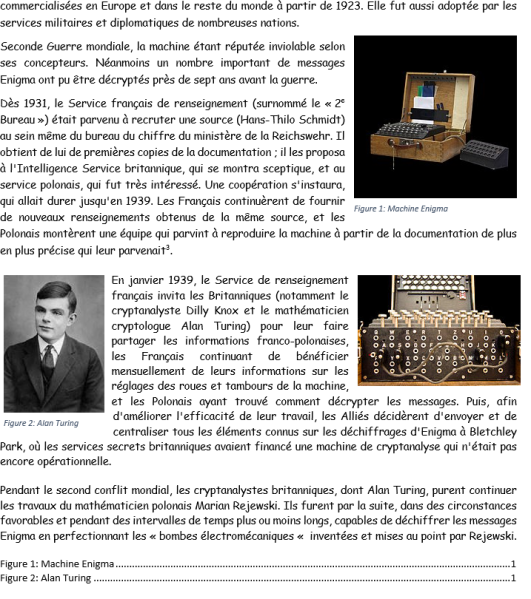 commercialisées en Europe et dans le reste du monde à partir de 1923. Elle fut aussi adoptée par les
services militaires et diplomatiques de nombreuses nations.
Seconde Guerre mondiale, la machine étant réputée inviolable selon
ses concepteurs. Néanmoins un nombre important de messages
Enigma ont pu être décryptés près de sept ans avant la guerre.
Dès 1931, le Service français de renseignement (surnommé le « 2e
Bureau ») était parvenu à recruter une source (Hans-Thilo Schmidt)
au sein même du bureau du chiffre du ministère de la Reichswehr. Il
obtient de lui de premières copies de la documentation ; il les proposa
à l'Intelligence Service britannique, qui se montra sceptique, et au
service polonais, qui fut très intéressé. Une coopération s'instaura,
qui allait durer jusqu'en 1939. Les Français continuèrent de fournir
de nouveaux renseignements obtenus de la même source, et les
Figure 1: Machine Enigma
Polonais montèrent une équipe qui parvint à reproduire la machine à partir de la documentation de plus
en plus précise qui leur parvenait³.
En janvier 1939, le Service de renseignement
français invita les Britanniques (notamment le
cryptanalyste Dilly Knox et le mathématicien
cryptologue Alan Turing) pour leur faire
partager les informations franco-polonaises,
les Français continuant de bénéficier
mensuellement de leurs informations sur les
réglages des roues et tambours de la machine,
et les Polonais ayant trouvé comment décrypter les messages. Puis, afin
d'améliorer l'efficacité de leur travail, les Alliés décidèrent d'envoyer et de
Figure 2: Alan Turing
centraliser tous les éléments connus sur les déchiffrages d'Enigma à Bletchley
Park, où les services secrets britanniques avaient financé une machine de cryptanalyse qui n'était pas
encore opérationnelle.
Pendant le second conflit mondial, les cryptanalystes britanniques, dont Alan Turing, purent continuer
les travaux du mathématicien polonais Marian Rejewski. Ils furent par la suite, dans des circonstances
favorables et pendant des intervalles de temps plus ou moins longs, capables de déchiffrer les messages
Enigma en perfectionnant les « bombes électromécaniques « inventées et mises au point par Rejewski.
Figure 1: Machine Enigma...1
Figure 2: Alan Turing...1